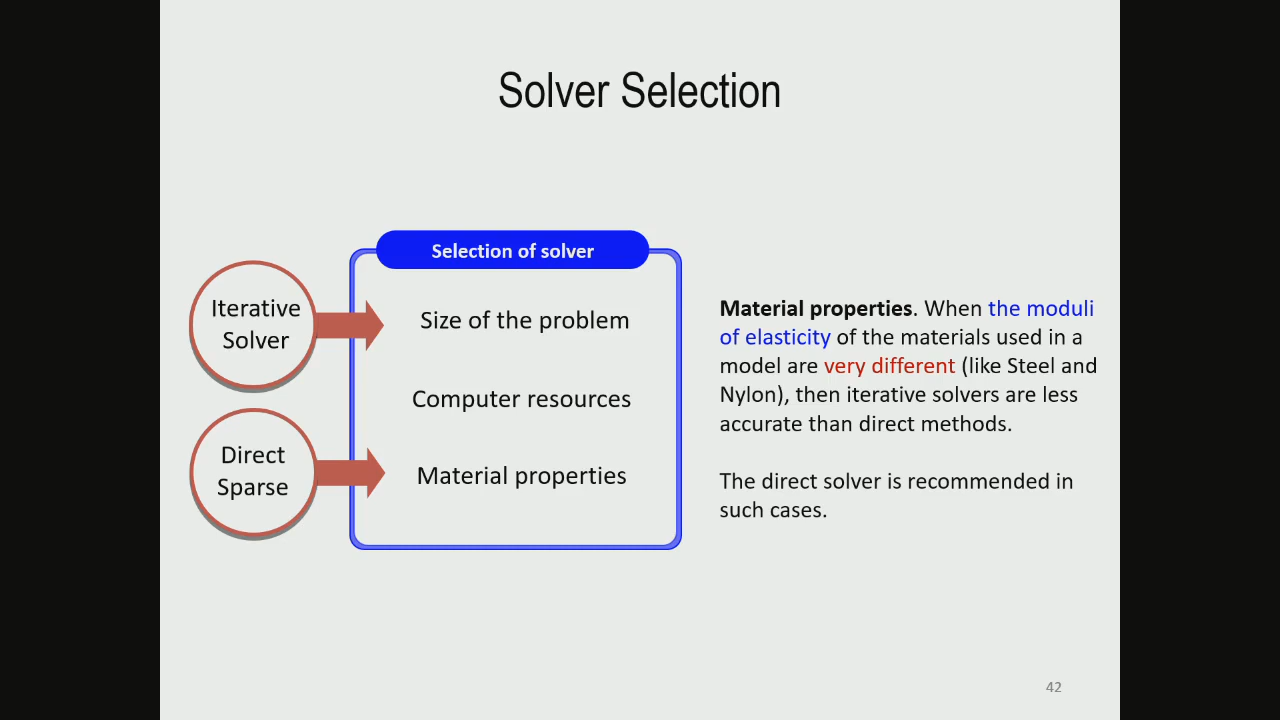 Solver Selection
Selection of solver
Iterative
Solver
Size of the problem
Computer resources
Direct
Sparse
Material properties
Material properties. When the moduli
of elasticity of the materials used in a
model are very different (like Steel and
Nylon), then iterative solvers are less
accurate than direct methods.
The direct solver is recommended in
such cases.
42